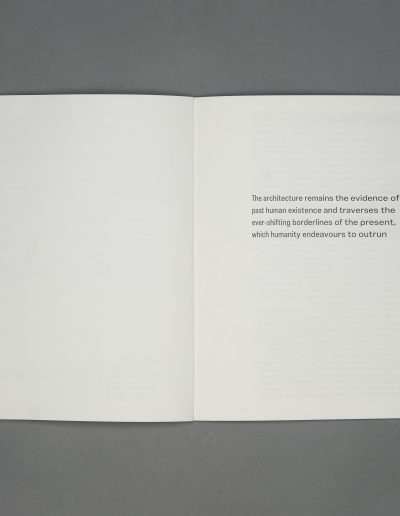 The architecture remains the evidence of
past human existence and traverses the
ever-shifting borderlines of the present,
which humanity endeavours to outrun